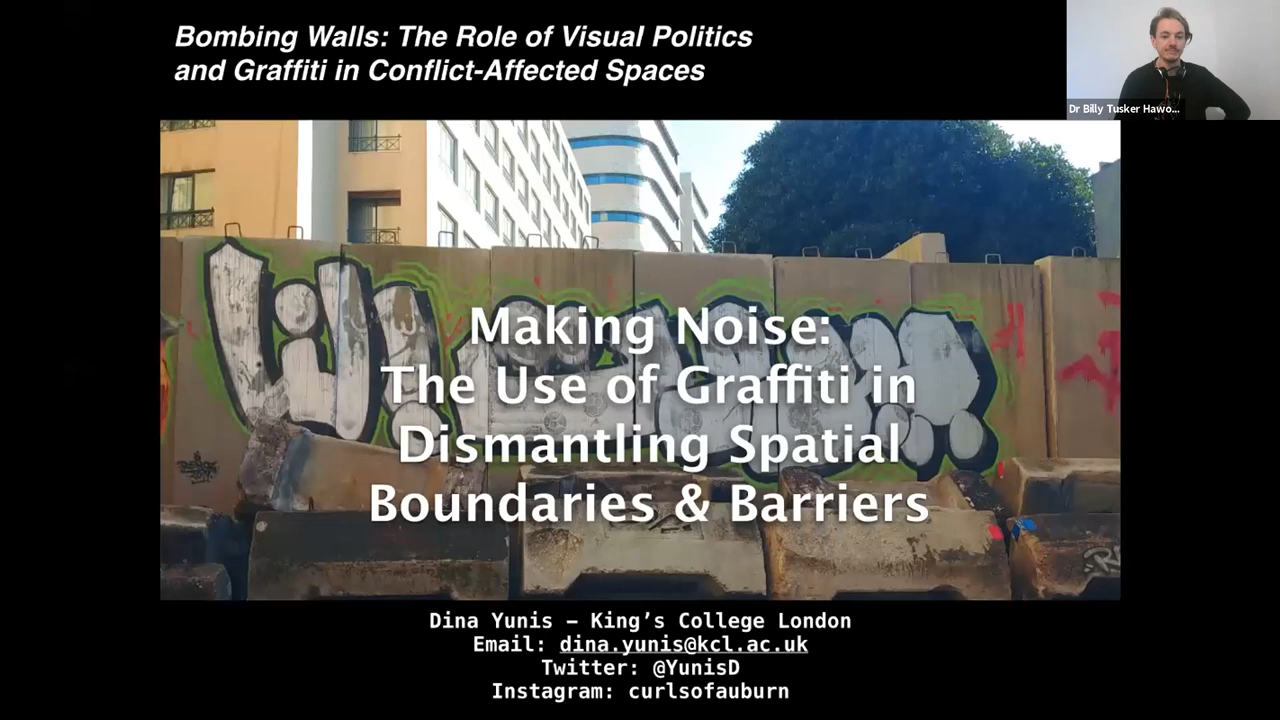 Bombing Walls: The Role of Visual Politics
and Graffiti in Conflict-Affected Spaces
Dr Billy Tusker Hawo...
Making Noise:
The Use of Graffiti in
Dismantling Spatial
Boundaries & Barriers
Dina Yunis – King's College London
Email: dina.yunis@kcl.ac.uk
Twitter: @YunisD
Instagram: curlsofauburn